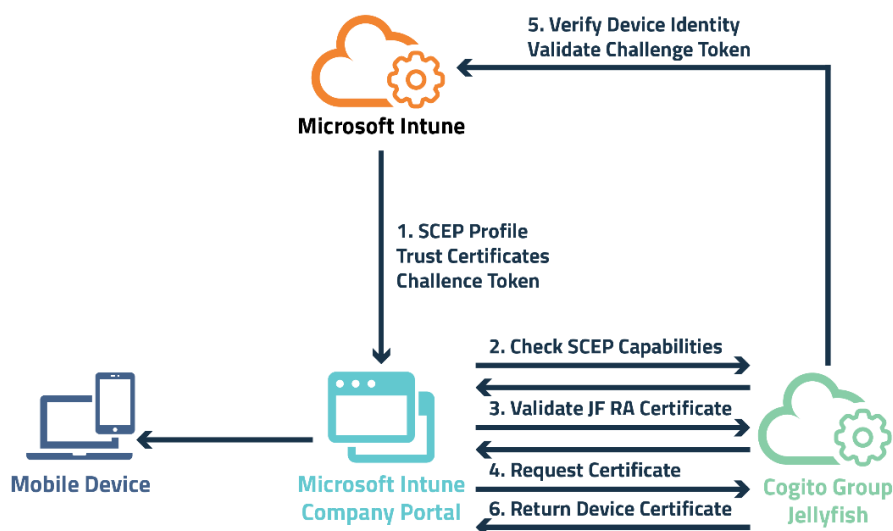 5. Verify Device Identity
Validate Challenge Token
Microsoft Intune
1. SCEP Profile
Trust Certificates
Challence Token
2. Check SCEP Capabilities
3. Validate JF RA Certificate
4. Request Certificate
6. Return Device Certificate
Mobile Device
Microsoft Intune
Company Portal
Cogito Group
Jellyfish